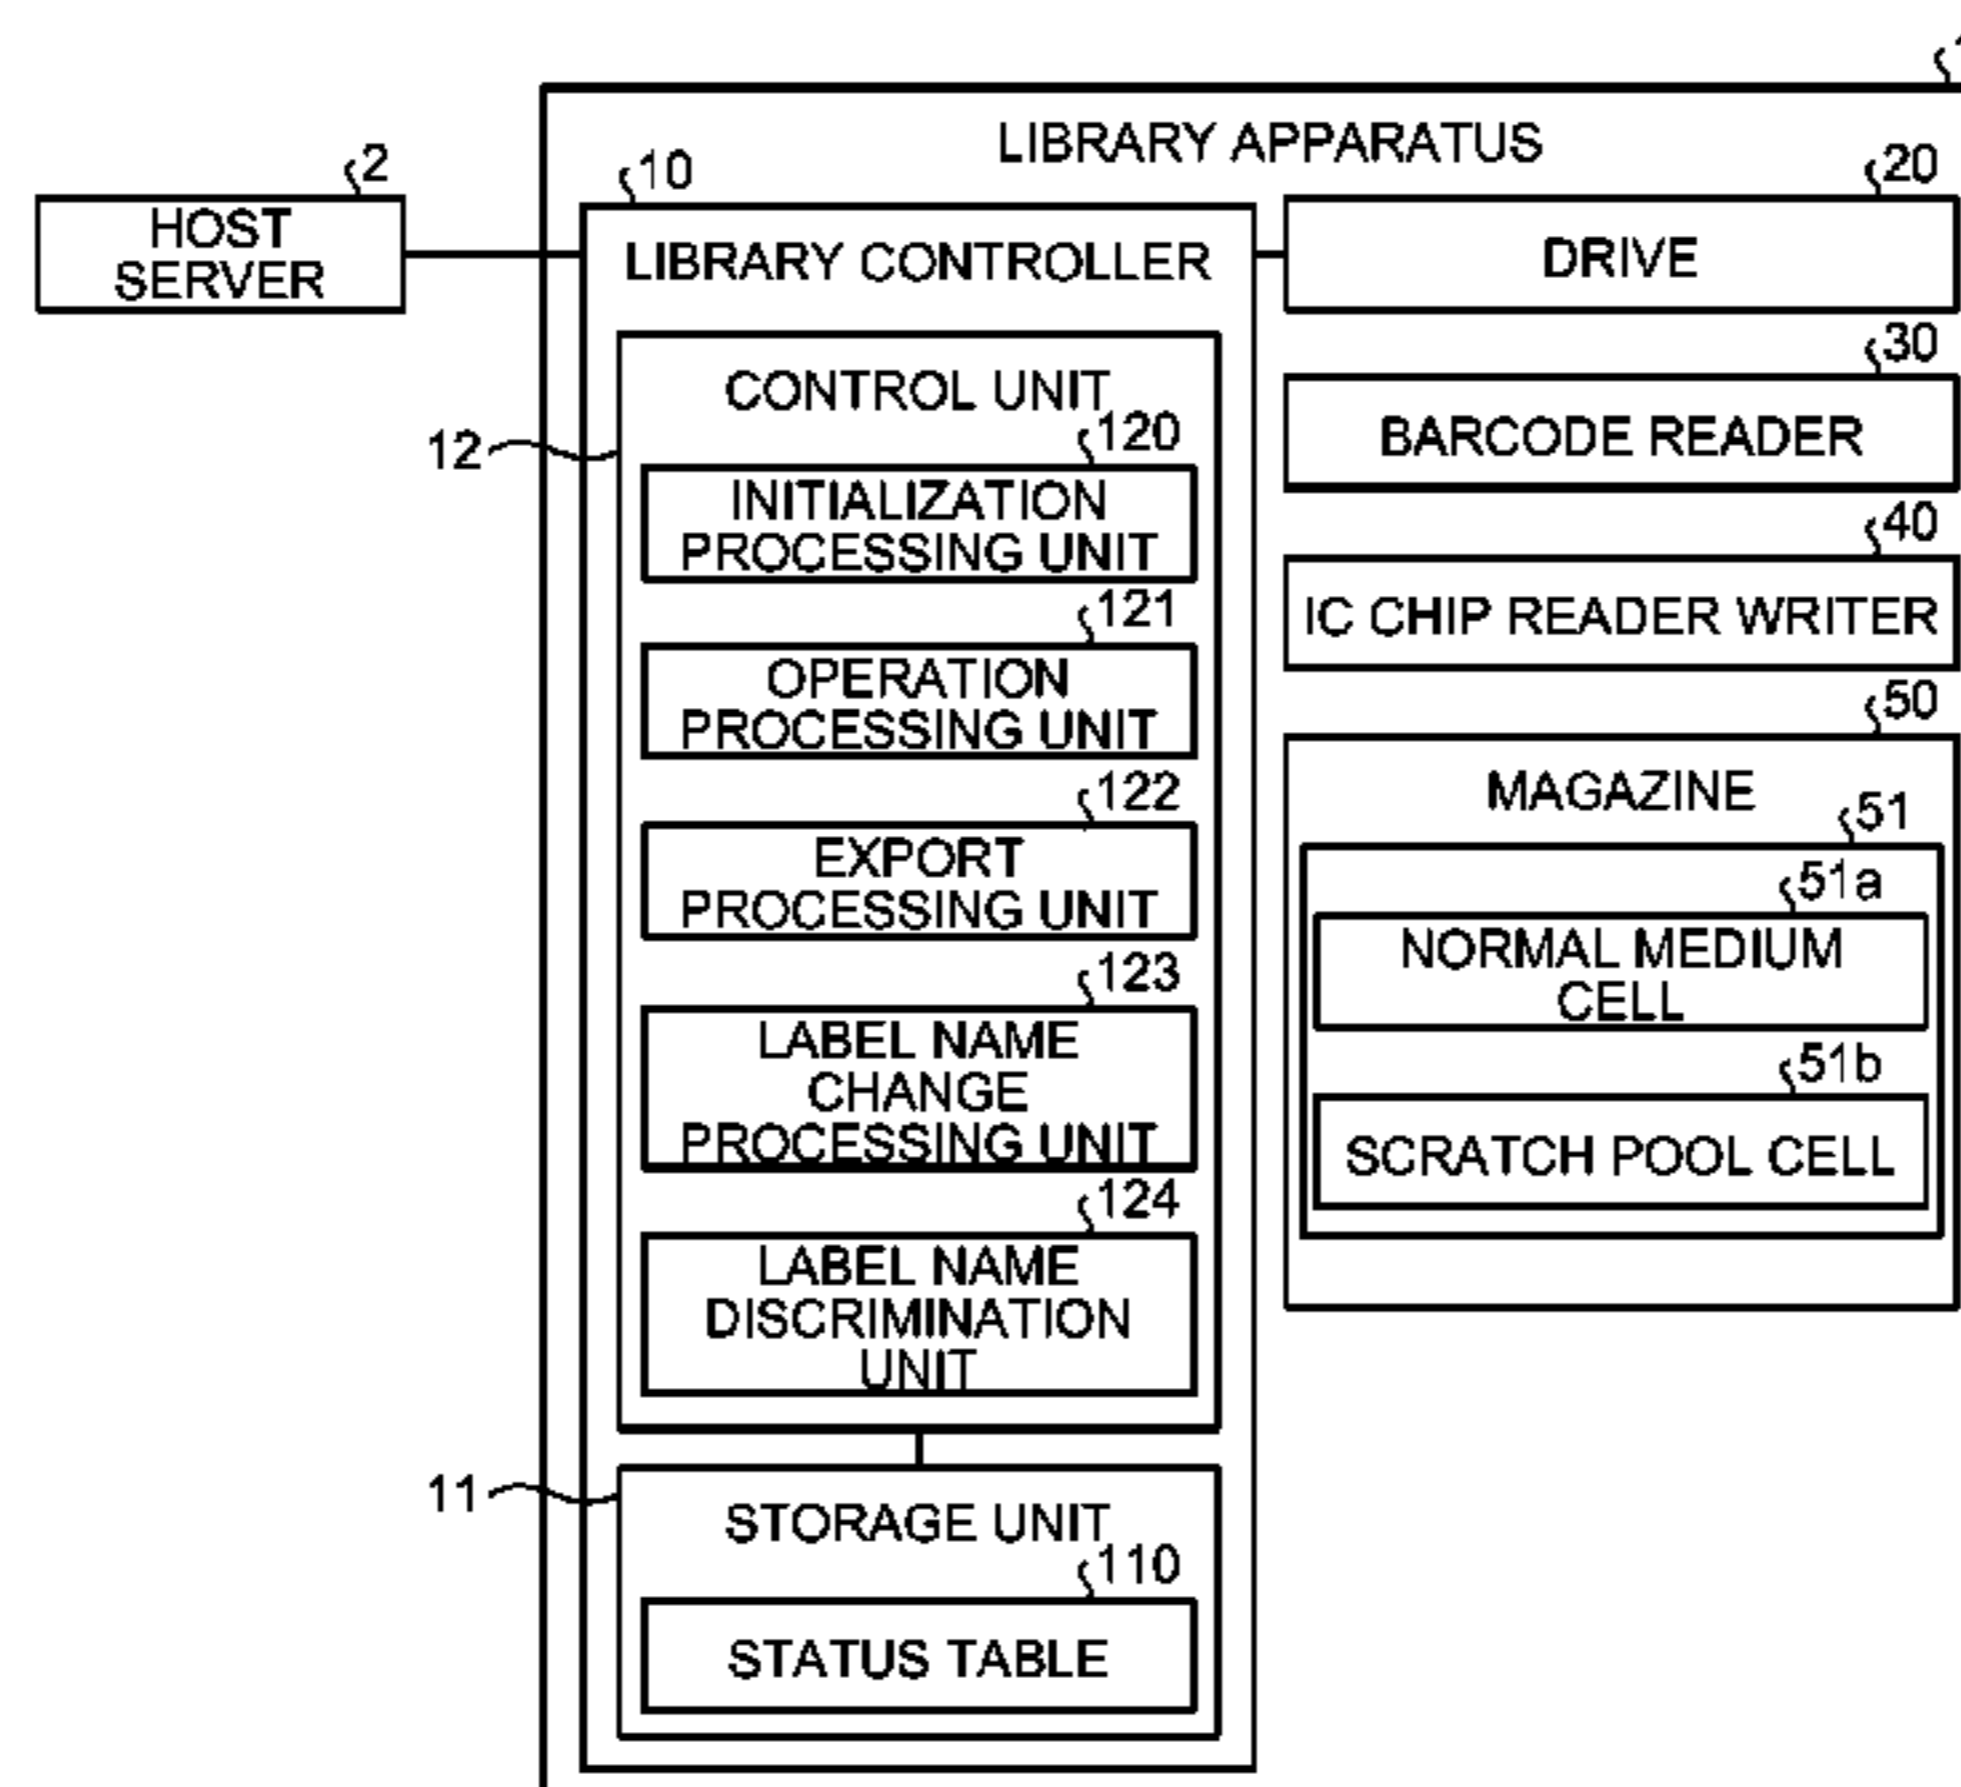 LIBRARY APPARATUS
2
HOST
SERVER
10
LIBRARY CONTROLLER
12
CONTROL UNIT
120
INITIALIZATION
PROCESSING UNIT
121
OPERATION
PROCESSING UNIT
122
EXPORT
PROCESSING UNIT
123
LABEL NAME
CHANGE
PROCESSING UNIT
124
LABEL NAME
DISCRIMINATION
UNIT
11
STORAGE UNIT
110
STATUS TABLE
20
DRIVE
30
BARCODE READER
40
IC CHIP READER WRITER
50
MAGAZINE
51
51a
NORMAL MEDIUM
CELL
51b
SCRATCH POOL CELL